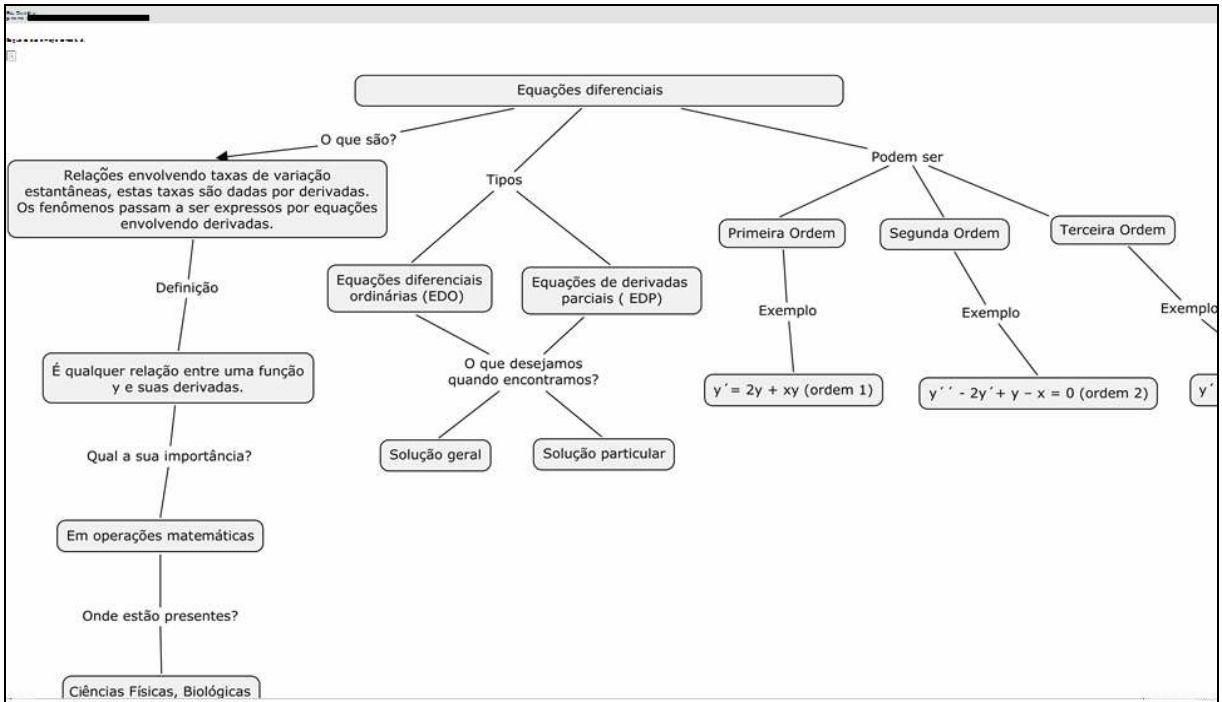 Equações diferenciais
O que são?
Relações envolvendo taxas de variação
estantâneas, estas taxas são dadas por derivadas.
Os fenômenos passam a ser expressos por equações
envolvendo derivadas.
Definição
É qualquer relação entre uma função
y e suas derivadas.
Qual a sua importância?
Em operações matemáticas
Onde estão presentes?
Ciências Físicas, Biológicas
Tipos
Equações diferenciais
ordinárias (EDO)
Equações de derivadas
parciais ( EDP)
O que desejamos
quando encontramos?
Solução geral
Solução particular
Podem ser
Primeira Ordem
Exemplo
y´= 2y + xy (ordem 1)
Segunda Ordem
Exemplo
y´´ - 2y´+ y – x = 0 (ordem 2)
Terceira Ordem
Exemplo
y´